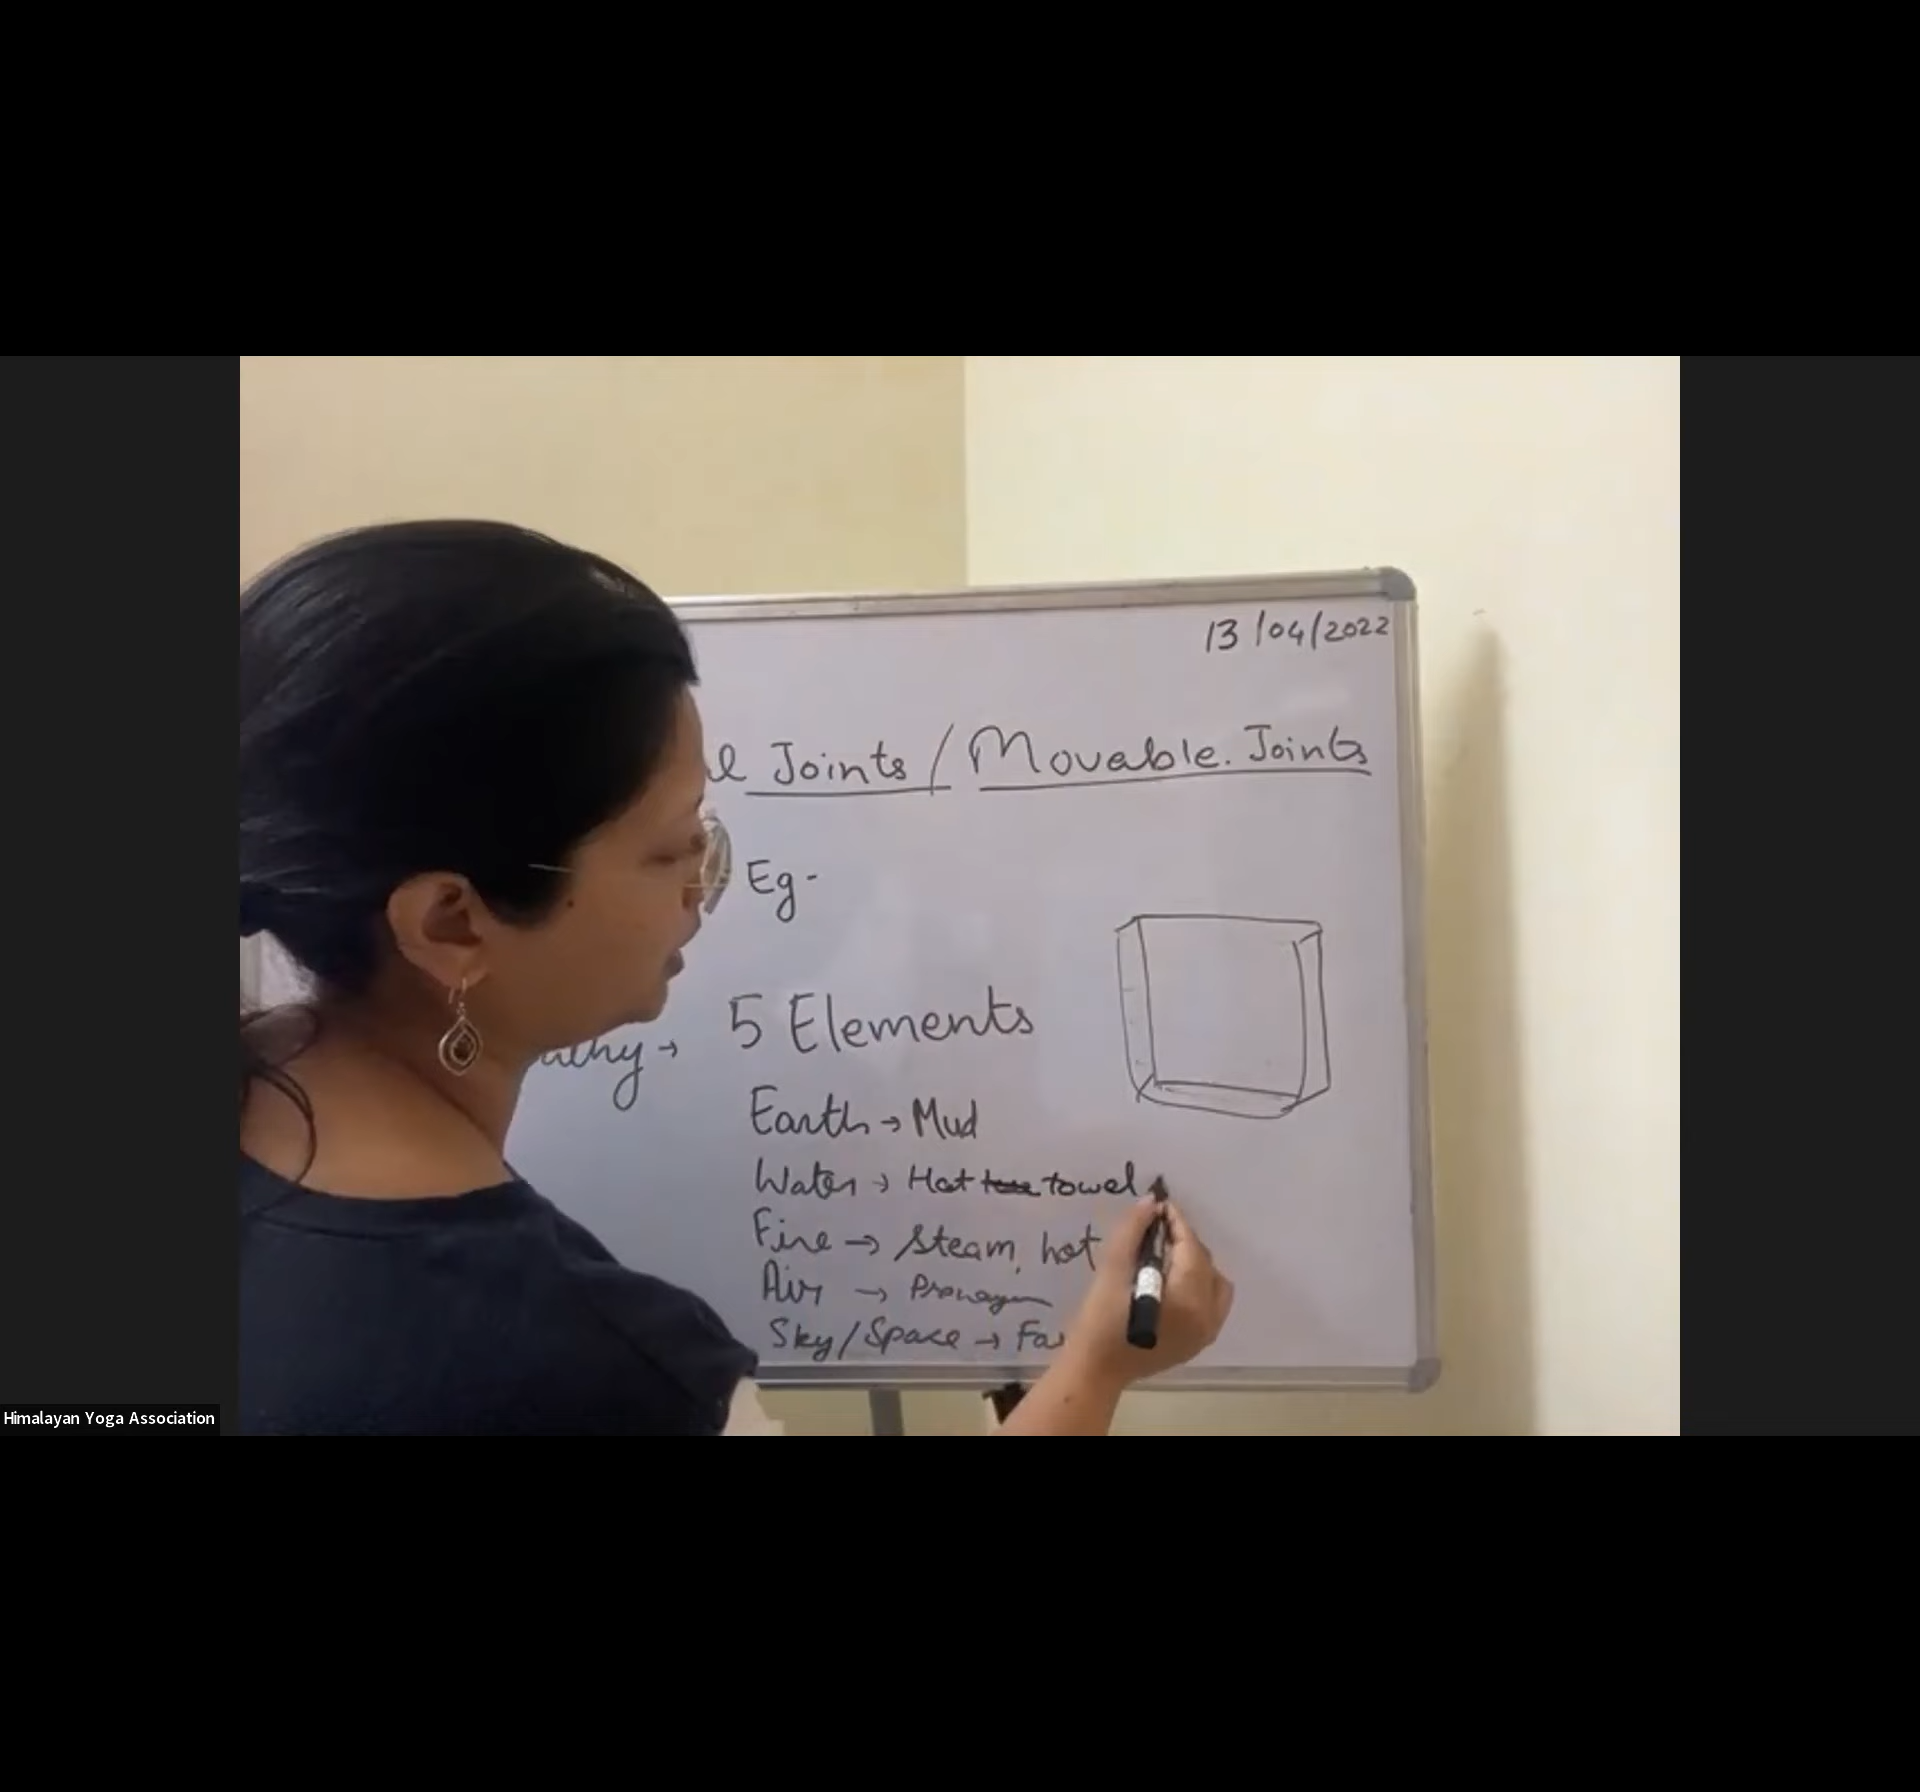 13/04/2022
Joints / Movable. Joints
Eg -
5 Elements
Earth → Mud
Water → Hot towel
Fire → Steam, hot
Air → Pranayam
Sky/Space →
Himalayan Yoga Association